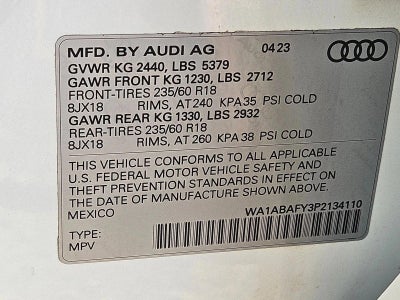 MFD. BY AUDI AG 04 23
GVWR KG 2440, LBS 5379
GAWR FRONT KG 1230, LBS 2712
FRONT-TIRES 235/60 R18
8JX18 RIMS, AT 240 KPA 35 PSI COLD
GAWR REAR KG 1330, LBS 2932
REAR-TIRES 235/60 R18
8JX18 RIMS, AT 260 KPA 38 PSI COLD
THIS VEHICLE CONFORMS TO ALL APPLICABLE
U.S. FEDERAL MOTOR VEHICLE SAFETY AND
THEFT PREVENTION STANDARDS IN EFFECT ON
THE DATE OF MANUFACTURE SHOWN ABOVE.
MEXICO WA1ABAFY3P2134110
TYPE:
MPV